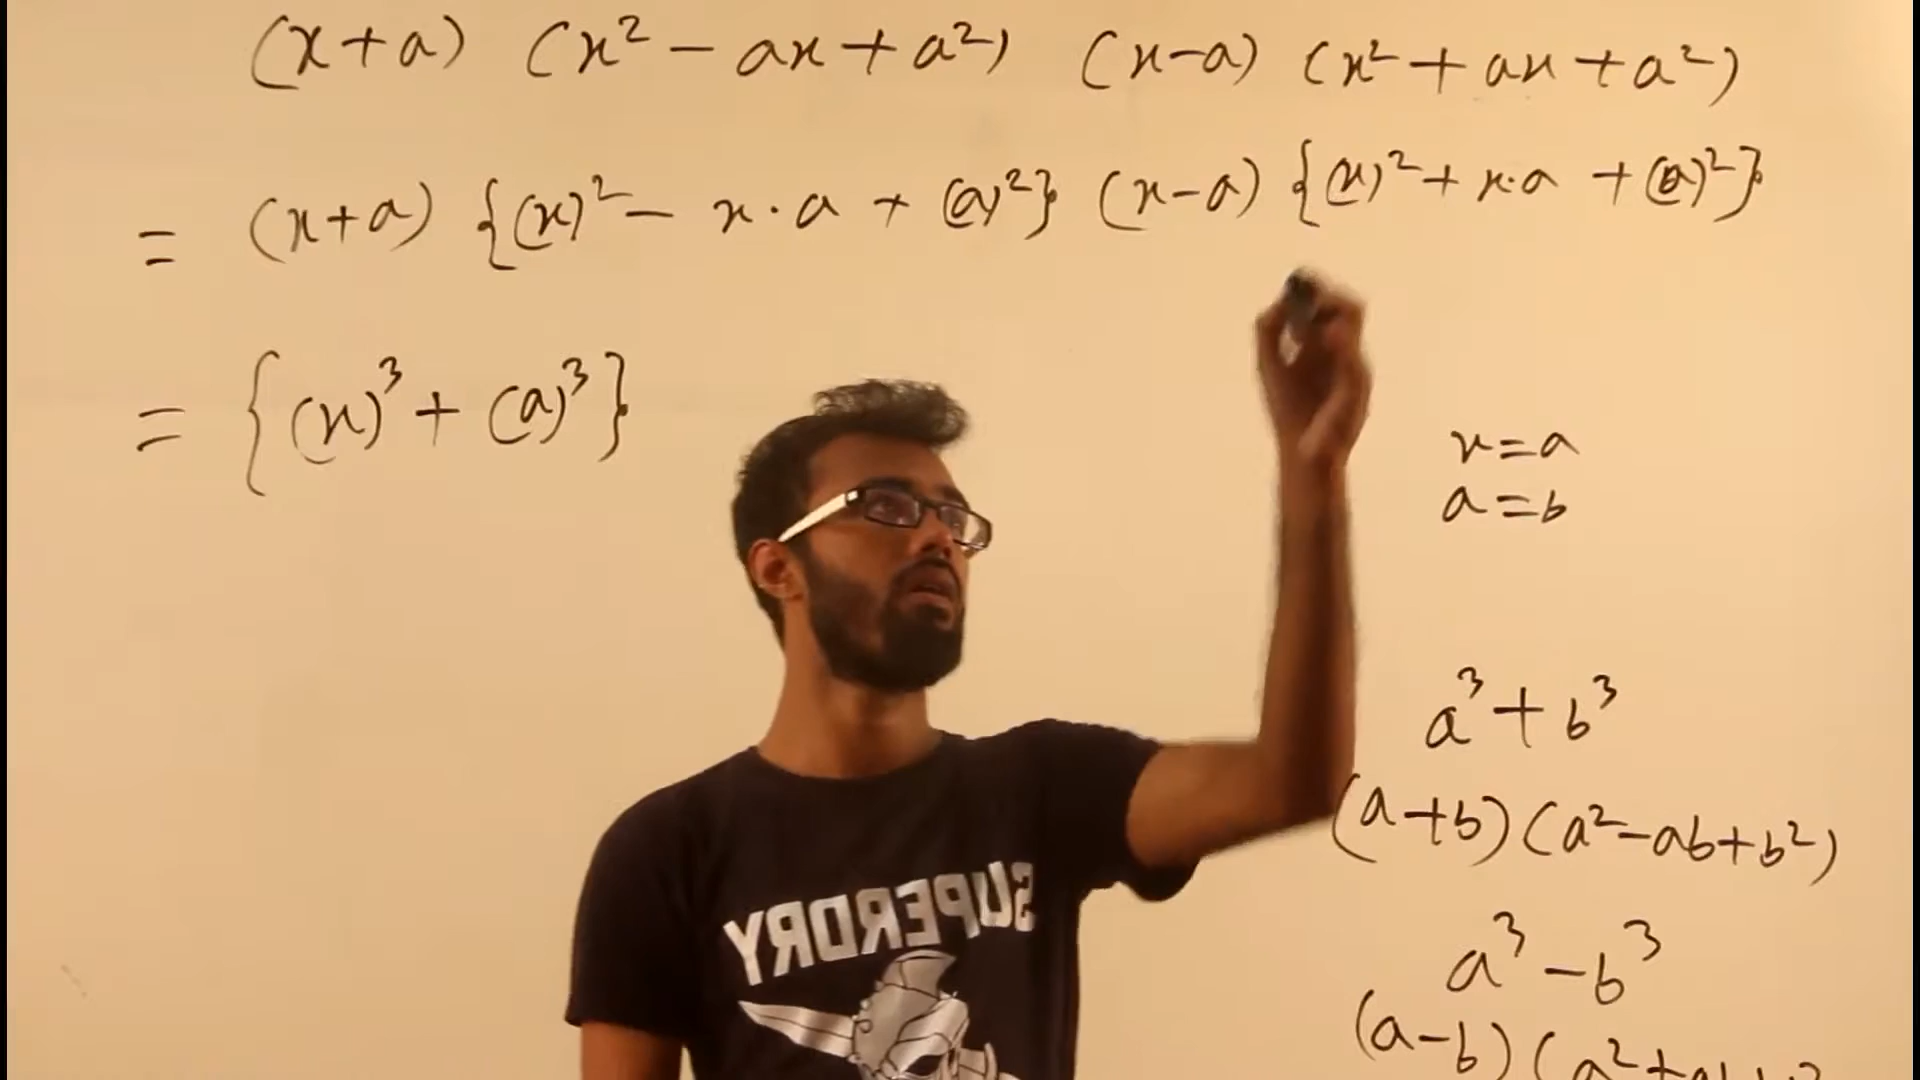 (x+a) (x² - ax + a²) (x-a) (x² + ax + a²)
= (x+a) {(x)² - x·a + (a)²} (x-a) {(x)² + x·a + (a)²}
= {(x)³ + (a)³}
x = a
a = b
a³ + b³
(a+b) (a² - ab + b²)
SUPERDRY
a³ - b³
(a-b) (a² +